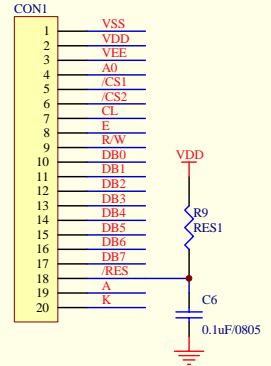 CON1
1 VSS
2 VDD
3 VEE
4 A0
5 /CS1
6 /CS2
7 CL
8 E
9 R/W
10 DB0
11 DB1
12 DB2
13 DB3
14 DB4
15 DB5
16 DB6
17 DB7
18 /RES
19 A
20 K
VDD
R9
RES1
C6
0.1uF/0805